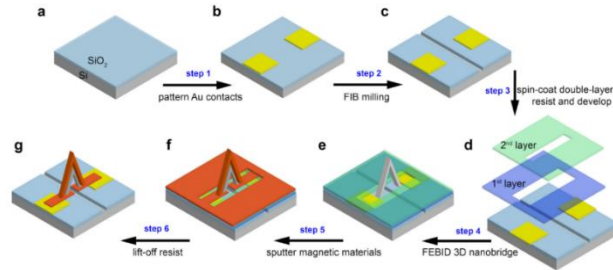 a
b
c
SiO₂
Si
step 1
pattern Au contacts
step 2
FIB milling
step 3
spin-coat double-layer
resist and develop
g
f
e
d
2nd layer
1st layer
step 6
lift-off resist
step 5
sputter magnetic materials
step 4
FEBID 3D nanobridge